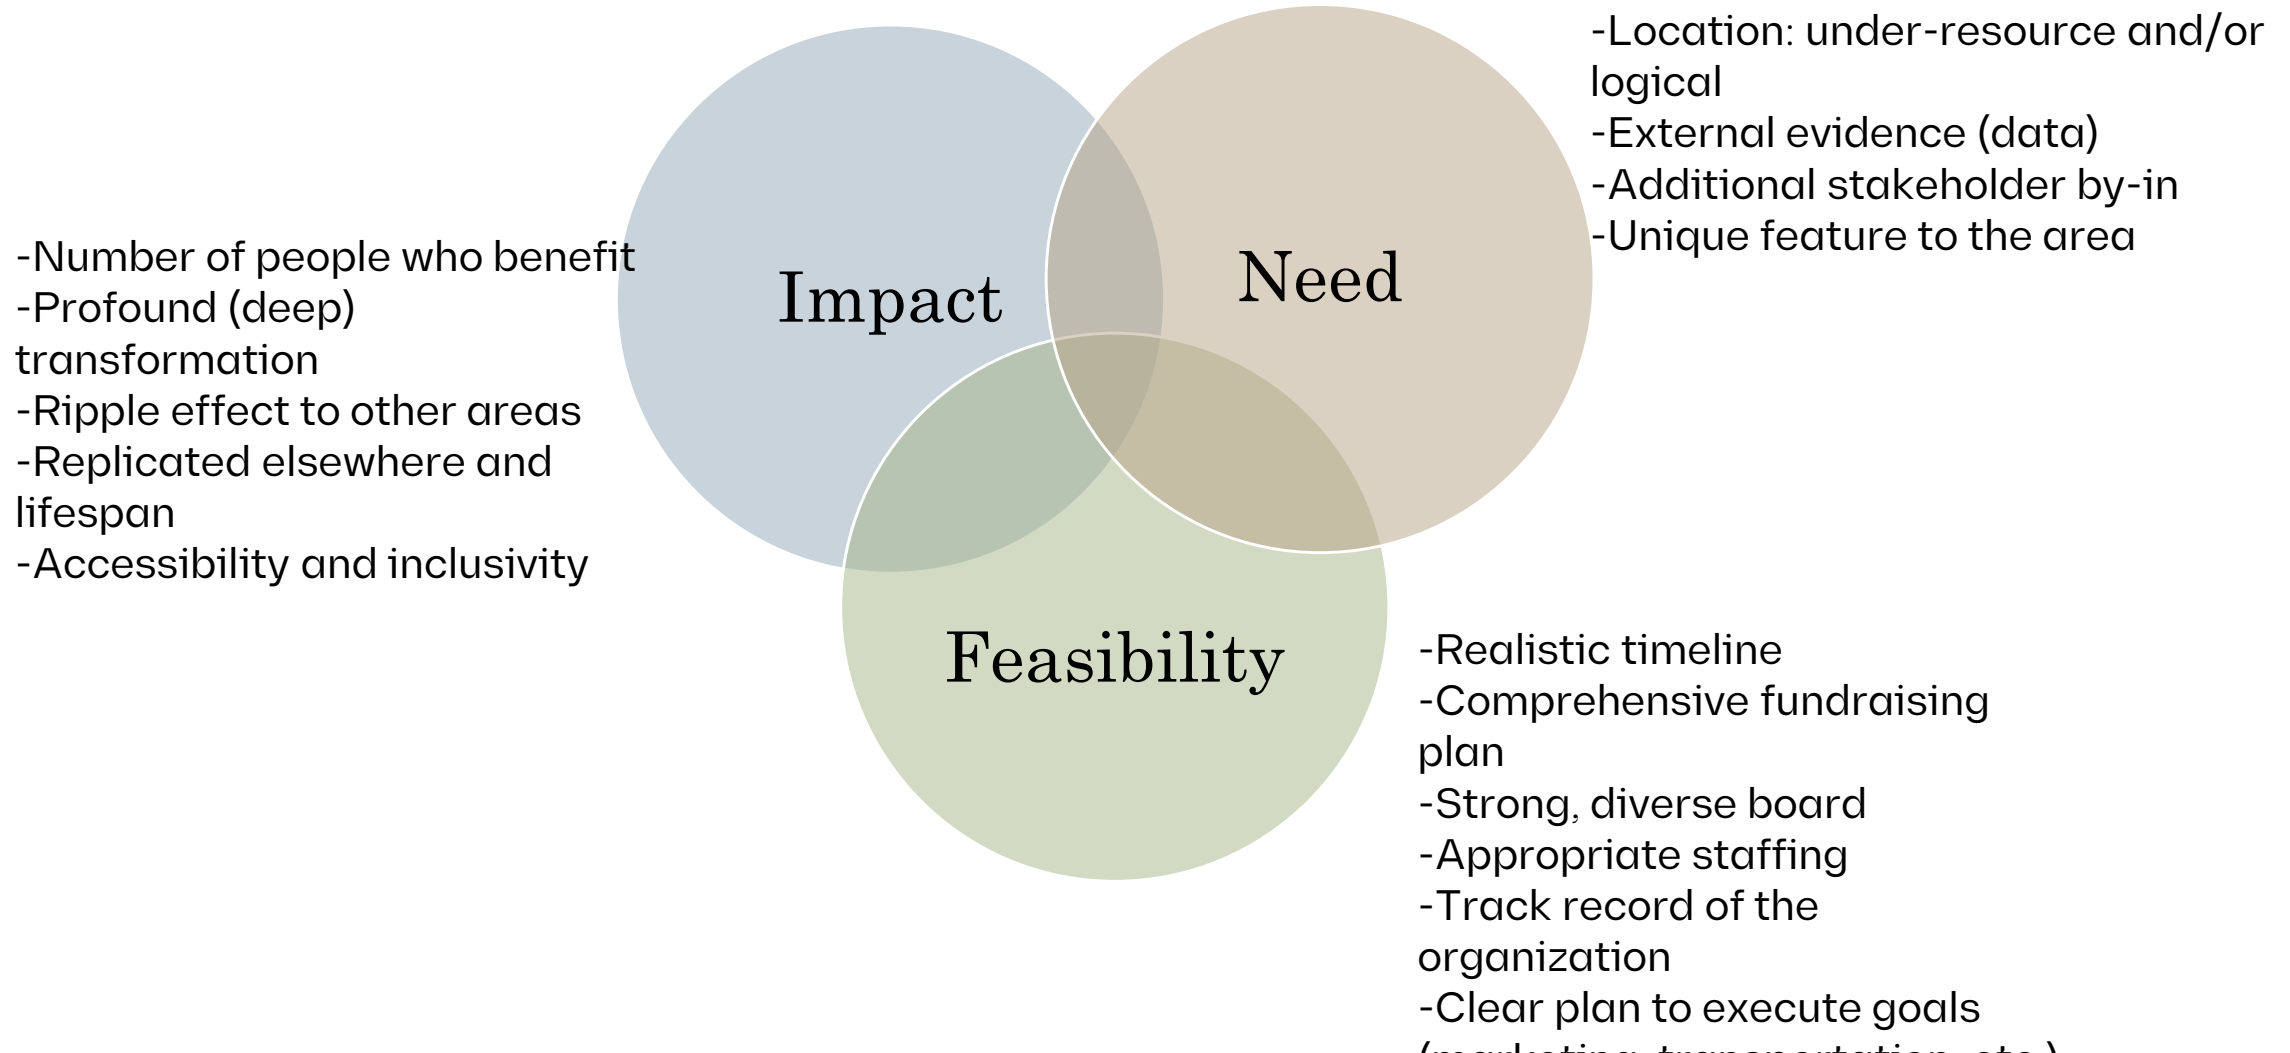 -Location: under-resource and/or
logical
-External evidence (data)
-Additional stakeholder by-in
-Unique feature to the area
-Number of people who benefit
-Profound (deep)
transformation
-Ripple effect to other areas
-Replicated elsewhere and
lifespan
-Accessibility and inclusivity
Impact
Need
Feasibility
-Realistic timeline
-Comprehensive fundraising
plan
-Strong, diverse board
-Appropriate staffing
-Track record of the
organization
-Clear plan to execute goals
(marketing, transportation, etc.)